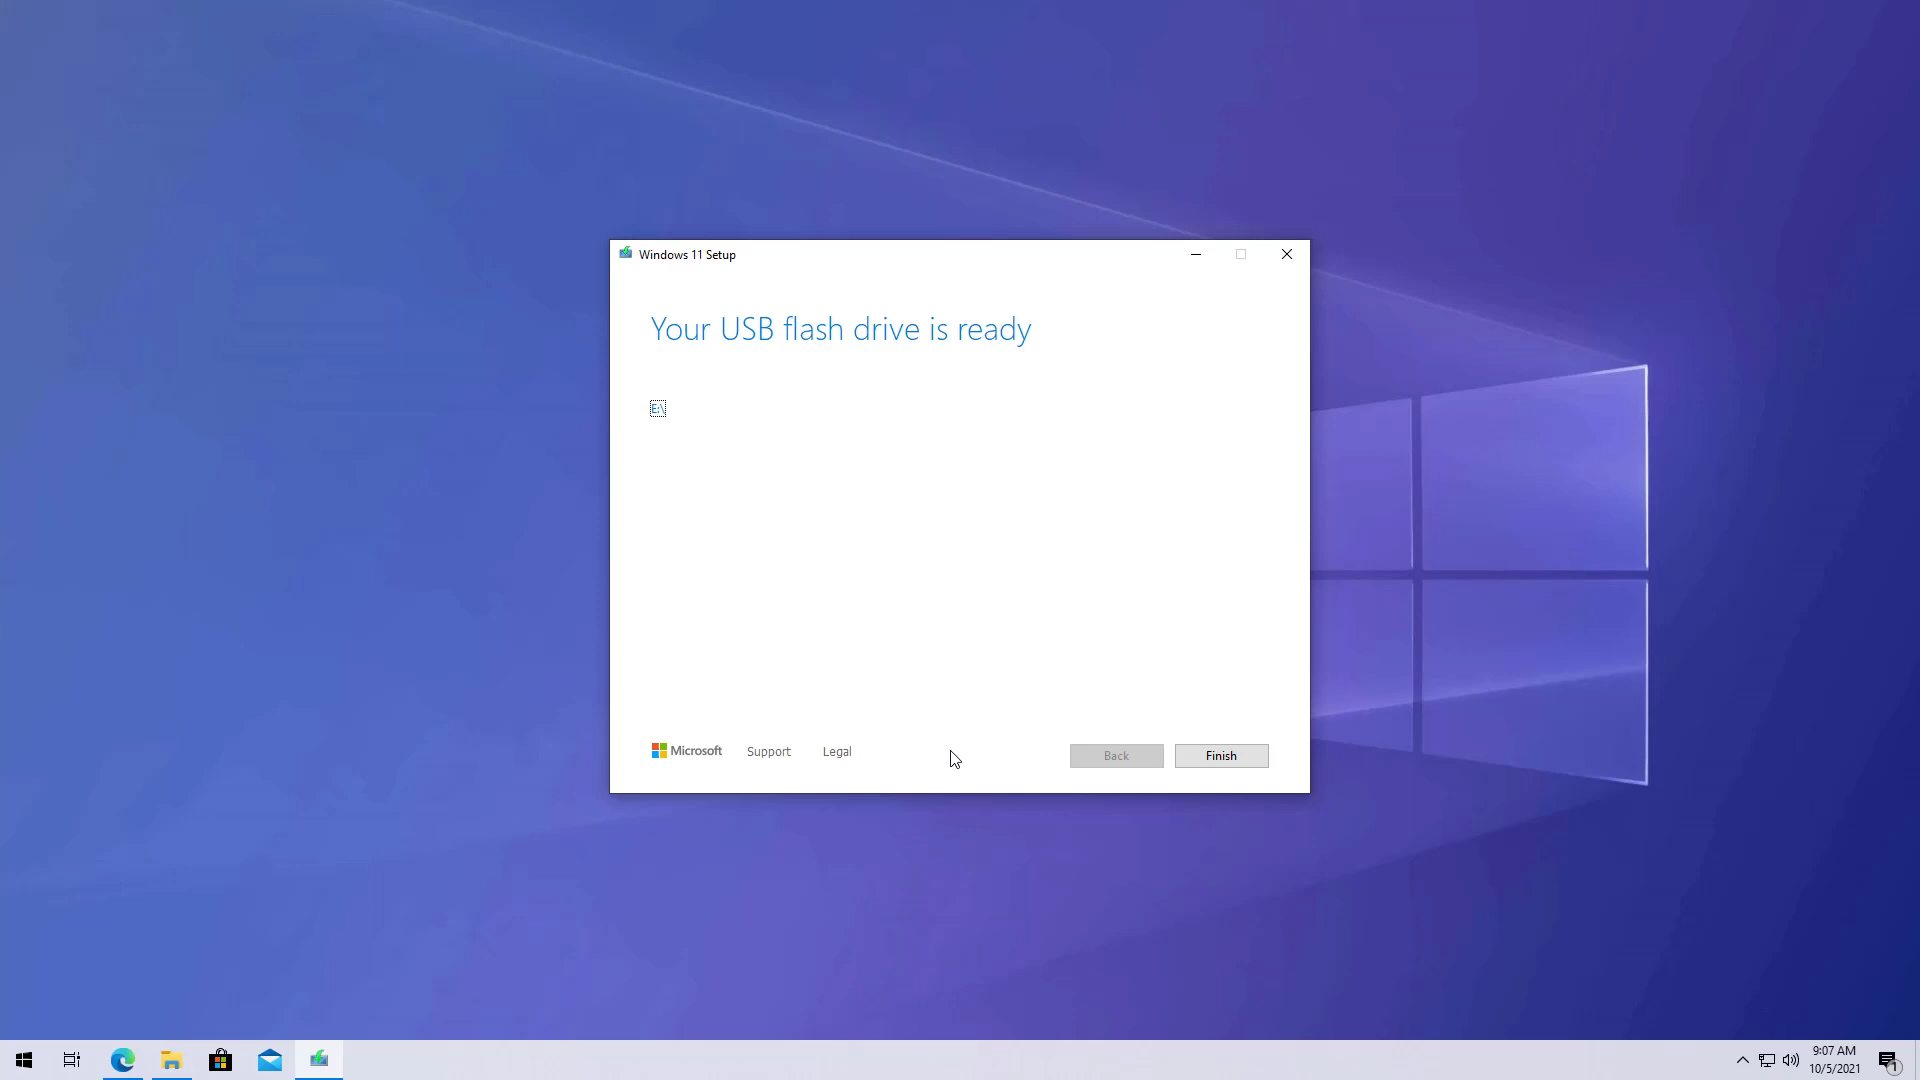 Windows 11 Setup
Your USB flash drive is ready
E:\
Microsoft
Support
Legal
Back
Finish
9:07 AM
10/5/2021
1